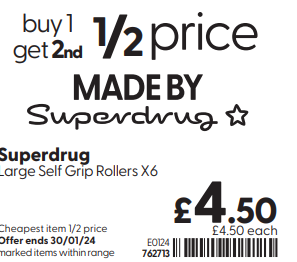 buy 1
get 2nd 1/2 price
MADE BY
Superdrug
Superdrug
Large Self Grip Rollers X6
£4.50
£4.50 each
Cheapest item 1/2 price
Offer ends 30/01/24
marked items within range
E0124
762713